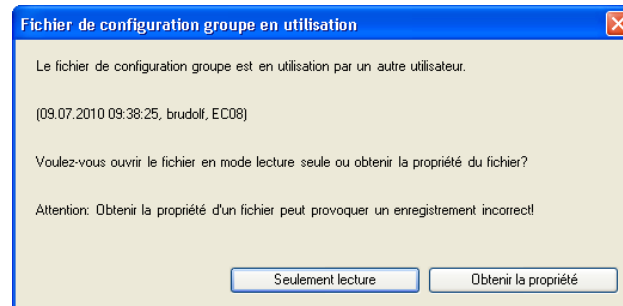 Fichier de configuration groupe en utilisation
Le fichier de configuration groupe est en utilisation par un autre utilisateur.
(09.07.2010 09:38:25, brudolf, EC08)
Voulez-vous ouvrir le fichier en mode lecture seule ou obtenir la propriété du fichier?
Attention: Obtenir la propriété d'un fichier peut provoquer un enregistrement incorrect!
Seulement lecture
Obtenir la propriété